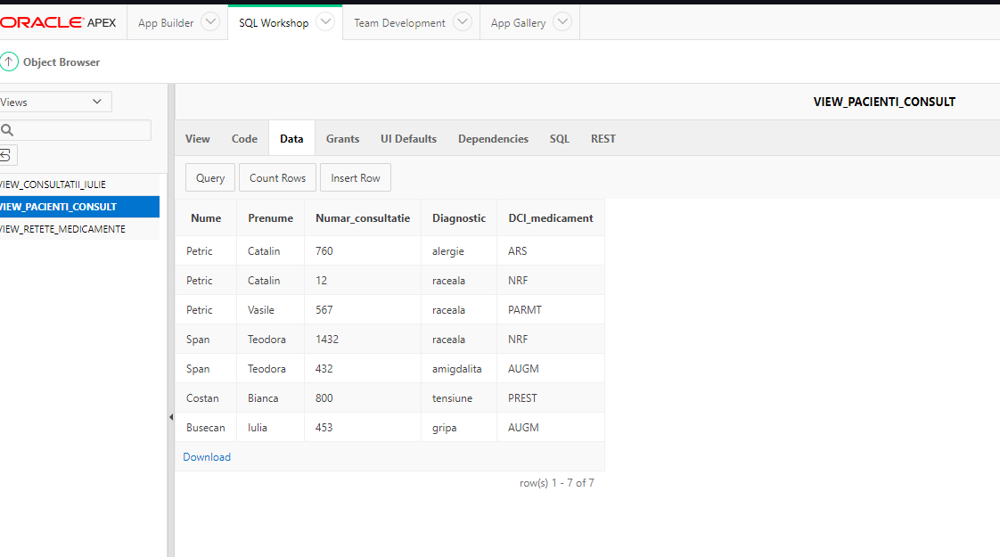 ORACLE APEX App Builder SQL Workshop Team Development App Gallery
Object Browser
Views
VIEW_PACIENTI_CONSULT
View Code Data Grants UI Defaults Dependencies SQL REST
Query Count Rows Insert Row
VIEW_CONSULTATII_IULIE
VIEW_PACIENTI_CONSULT
VIEW_RETETE_MEDICAMENTE
Nume Prenume Numar_consultatie Diagnostic DCI_medicament
Petric Catalin 760 alergie ARS
Petric Catalin 12 raceala NRF
Petric Vasile 567 raceala PARMT
Span Teodora 1432 raceala NRF
Span Teodora 432 amigdalita AUGM
Costan Bianca 800 tensiune PREST
Busecan Iulia 453 gripa AUGM
Download
row(s) 1 - 7 of 7